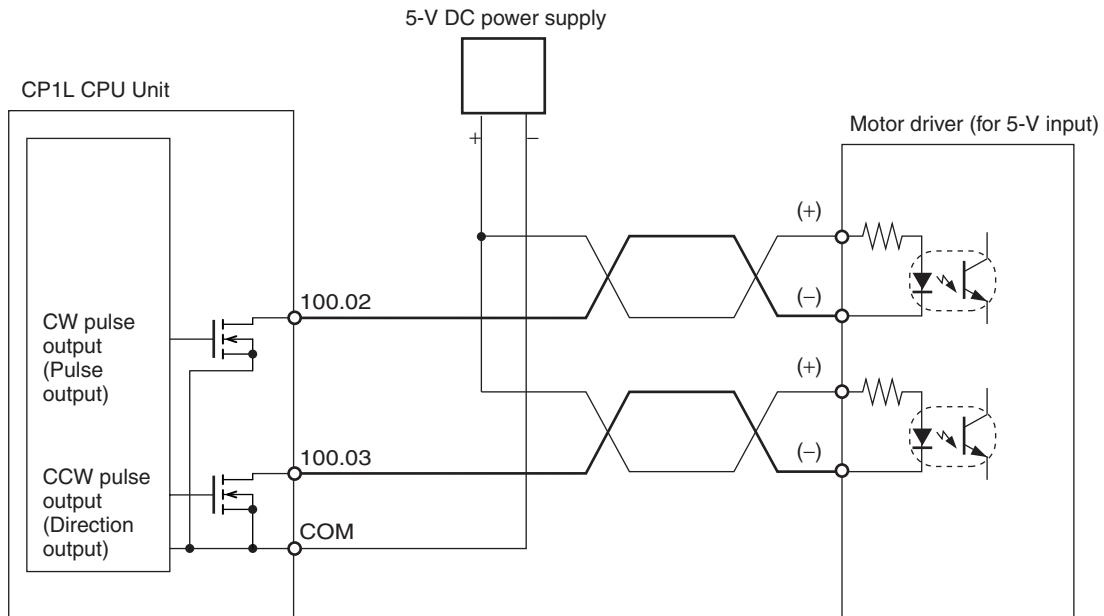 5-V DC power supply
CP1L CPU Unit
+
−
Motor driver (for 5-V input)
(+)
100.02
(−)
CW pulse
output
(Pulse
output)
(+)
100.03
(−)
CCW pulse
output
(Direction
output)
COM